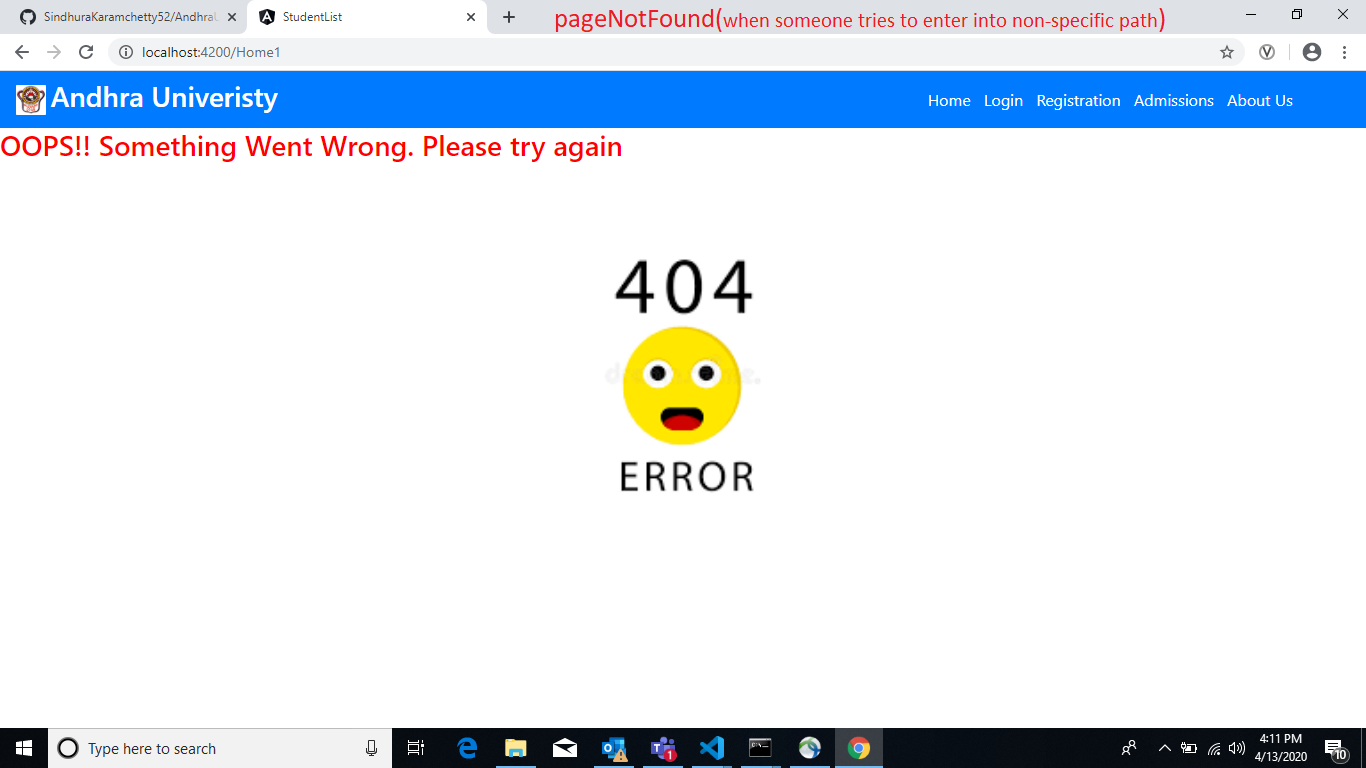 SindhuraKaramchetty52/Andhra
StudentList
pageNotFound(when someone tries to enter into non-specific path)
localhost:4200/Home1
Andhra Univeristy
Home Login Registration Admissions About Us
OOPS!! Something Went Wrong. Please try again
404
ERROR
Type here to search
1
4:11 PM
4/13/2020
10